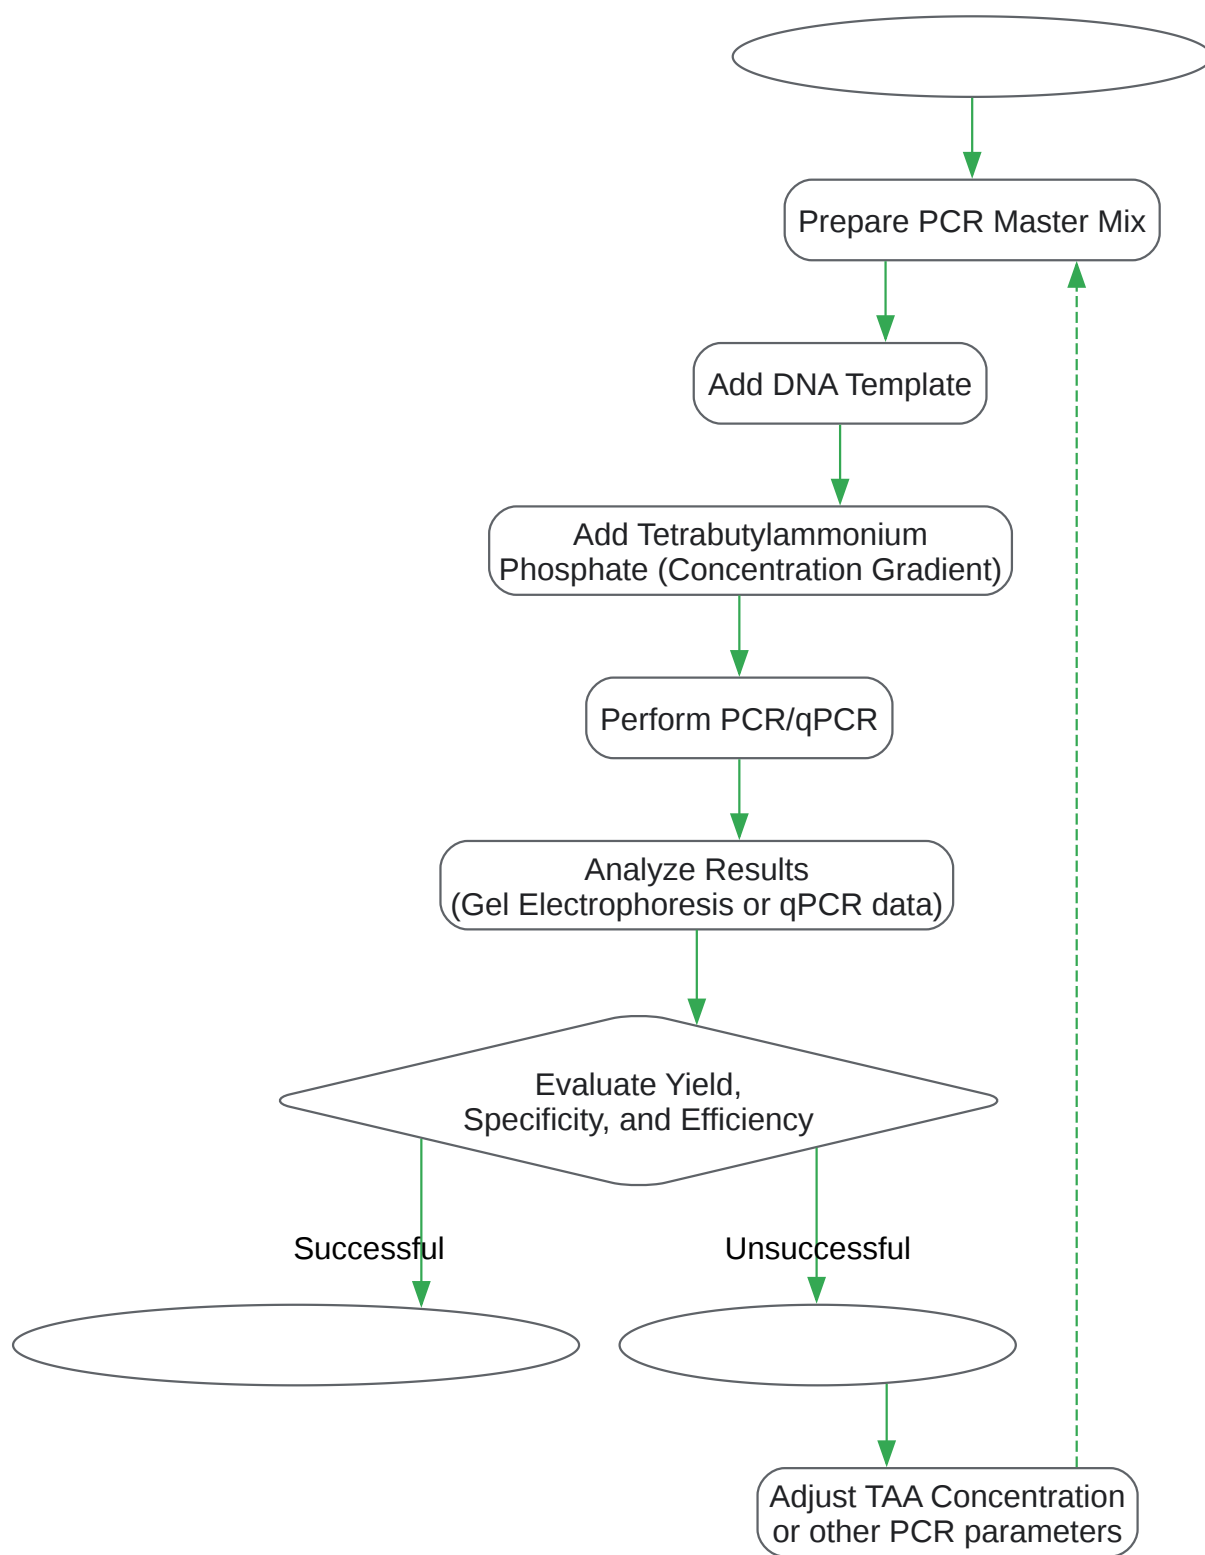 Prepare PCR Master Mix
Add DNA Template
Add Tetrabutylammonium
Phosphate (Concentration Gradient)
Perform PCR/qPCR
Analyze Results
(Gel Electrophoresis or qPCR data)
Evaluate Yield,
Specificity, and Efficiency
Successful
Unsuccessful
Adjust TAA Concentration
or other PCR parameters